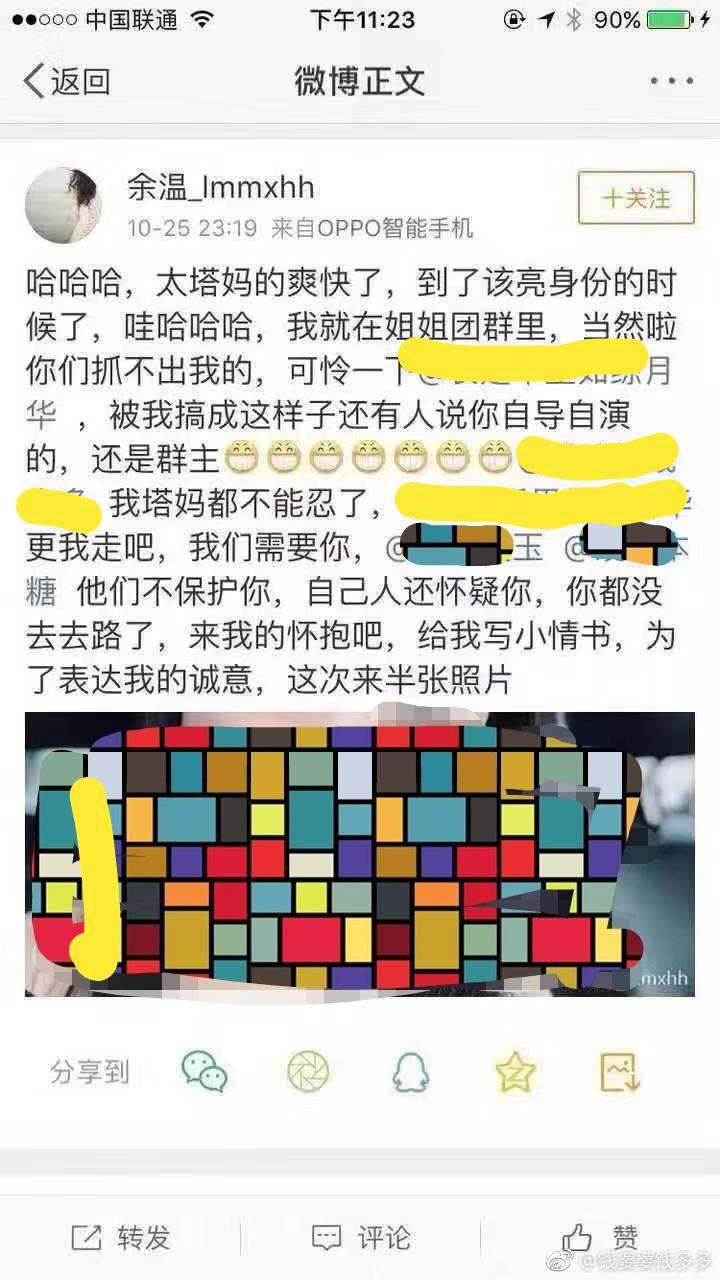 中国联通
下午11:23
90%
返回
微博正文
余温_lmmxhh
十关注
10-25 23:19 来自OPPO智能手机
哈哈哈，太塔妈的爽快了，到了该亮身份的时
候了，哇哈哈哈，我就在姐姐团群里，当然啦
你们抓不出我的，可怜一下@ 月
华 ，被我搞成这样子还有人说你自导自演
的，还是群主
我塔妈都不能忍了，
更我走吧，我们需要你，@ 玉 @ 本
糖 他们不保护你，自己人还怀疑你，你都没
去去路了，来我的怀抱吧，给我写小情书，为
了表达我的诚意，这次来半张照片
mxhh
分享到
转发
评论
赞
@钱婆婆钱多多